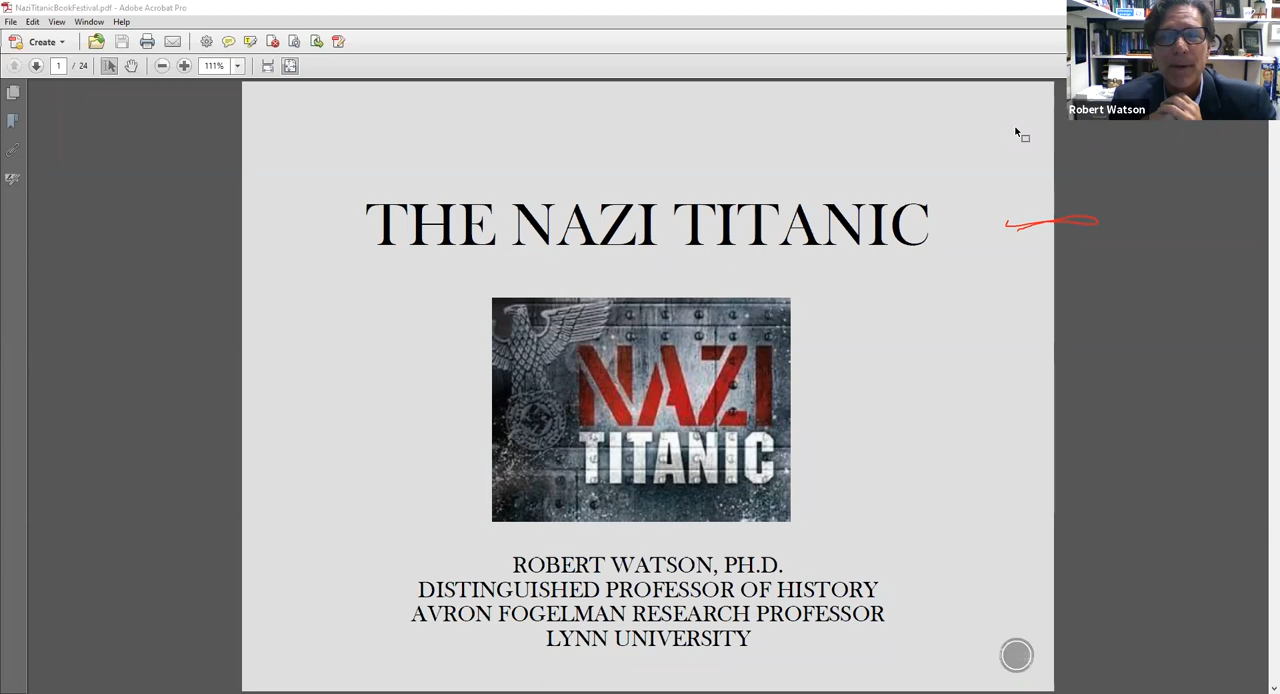 NaziTitanicBookFestival.pdf - Adobe Acrobat Pro
File Edit View Window Help
Create
1 / 24 111%
Robert Watson
THE NAZI TITANIC
NAZI
TITANIC
ROBERT WATSON, PH.D.
DISTINGUISHED PROFESSOR OF HISTORY
AVRON FOGELMAN RESEARCH PROFESSOR
LYNN UNIVERSITY